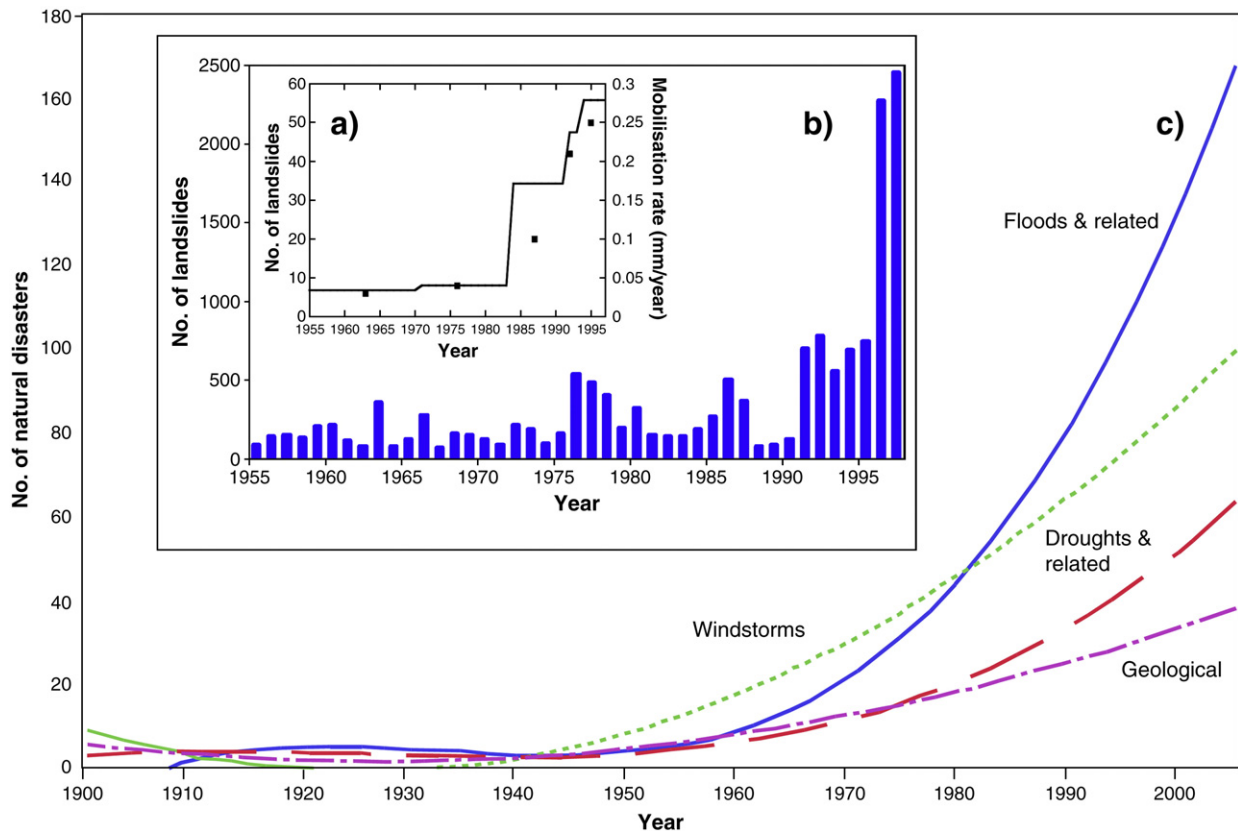 180
160
140
120
100
80
60
40
20
0
No. of natural disasters
1900 1910 1920 1930 1940 1950 1960 1970 1980 1990 2000
Year
a)
60
50
40
30
20
10
0
No. of landslides
0.3
0.25
0.2
0.15
0.1
0.05
0
Mobilisation rate (mm/year)
1955 1960 1965 1970 1975 1980 1985 1990 1995
Year
b)
2500
2000
1500
1000
500
0
No. of landslides
1955 1960 1965 1970 1975 1980 1985 1990 1995
Year
c)
Floods & related
Windstorms
Droughts &
related
Geological